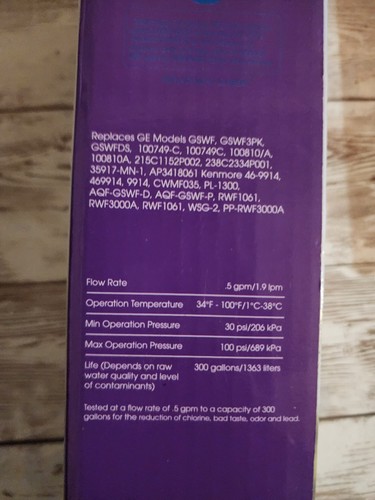 Replaces GE Models GSWF, GSWF3PK,
GSWFDS, 100749-C, 100749C, 100810/A,
100810A, 215C1152P002, 238C2334P001,
35917-MN-1, AP3418061 Kenmore 46-9914,
469914, 9914, CWMF035, PL-1300,
AQF-GSWF-D, AQF-GSWF-P, RWF1061,
RWF3000A, RWF1061, WSG-2, PP-RWF3000A
Flow Rate .5 gpm/1.9 lpm
Operation Temperature 34°F - 100°F/1°C-38°C
Min Operation Pressure 30 psi/206 kPa
Max Operation Pressure 100 psi/689 kPa
Life (Depends on raw 300 gallons/1363 liters
water quality and level
of contaminants)
Tested at a flow rate of .5 gpm to a capacity of 300
gallons for the reduction of chlorine, bad taste, odor and lead.